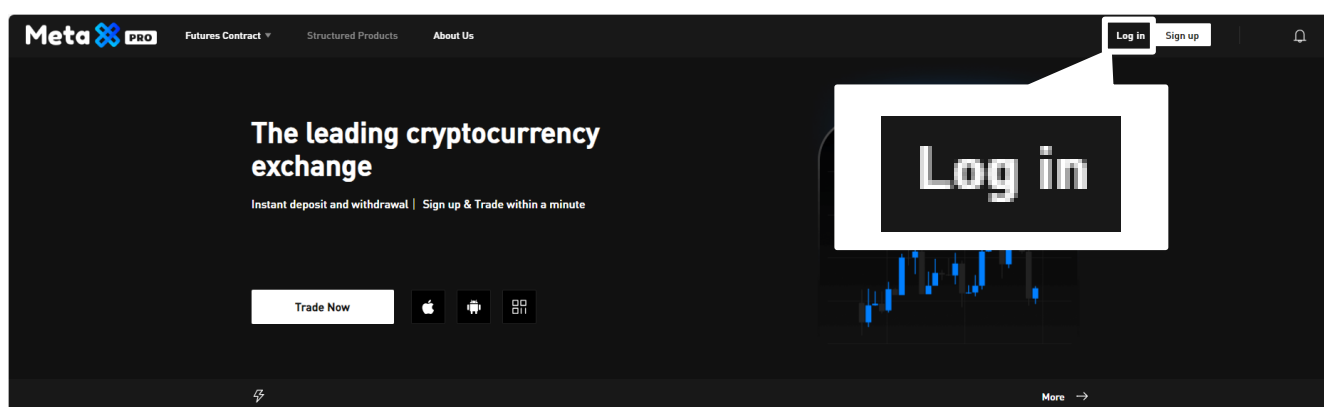 Meta X PRO
Futures Contract
Structured Products
About Us
Log in
Sign up
The leading cryptocurrency
exchange
Instant deposit and withdrawal | Sign up & Trade within a minute
Log in
Trade Now
More →